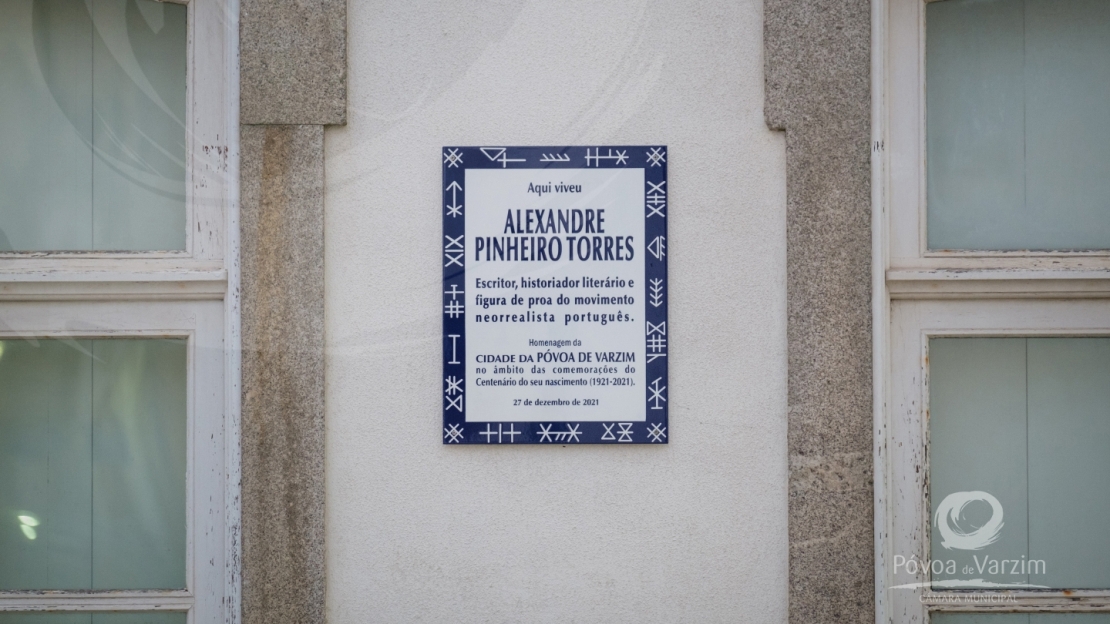 Aqui viveu
ALEXANDRE
PINHEIRO TORRES
Escritor, historiador literário e
figura de proa do movimento
neorrealista português.
Homenagem da
CIDADE DA PÓVOA DE VARZIM
no âmbito das comemorações do
Centenário do seu nascimento (1921-2021).
27 de dezembro de 2021
Póvoa de Varzim
CÂMARA MUNICIPAL